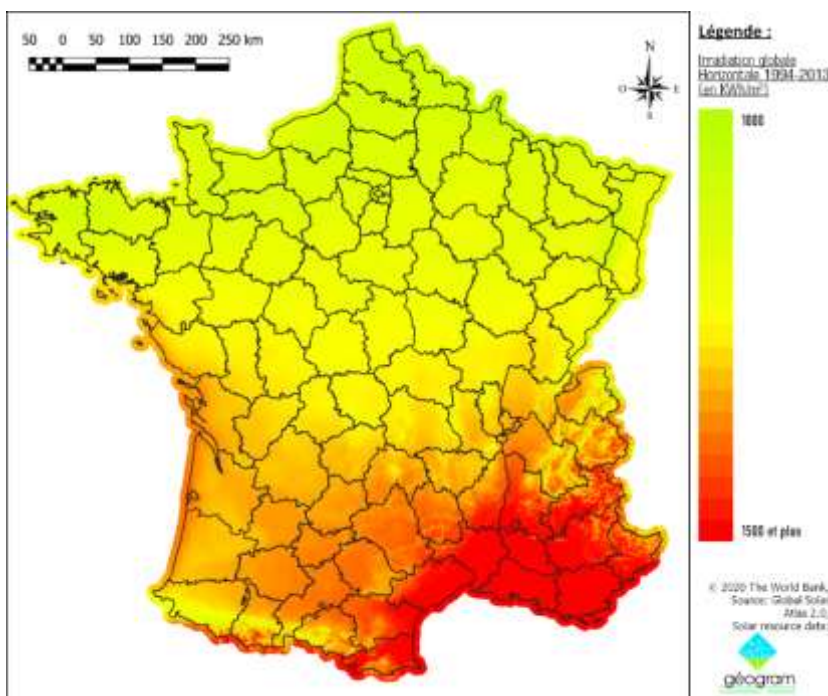 50 0 50 100 150 200 250 km
N
O E
S
Légende :
Irradiation globale
Horizontale 1994-2013
(en KWh/m²)
1000
1500 et plus
© 2020 The World Bank,
Source: Global Solar
Atlas 2.0,
Solar resource data:
géogram